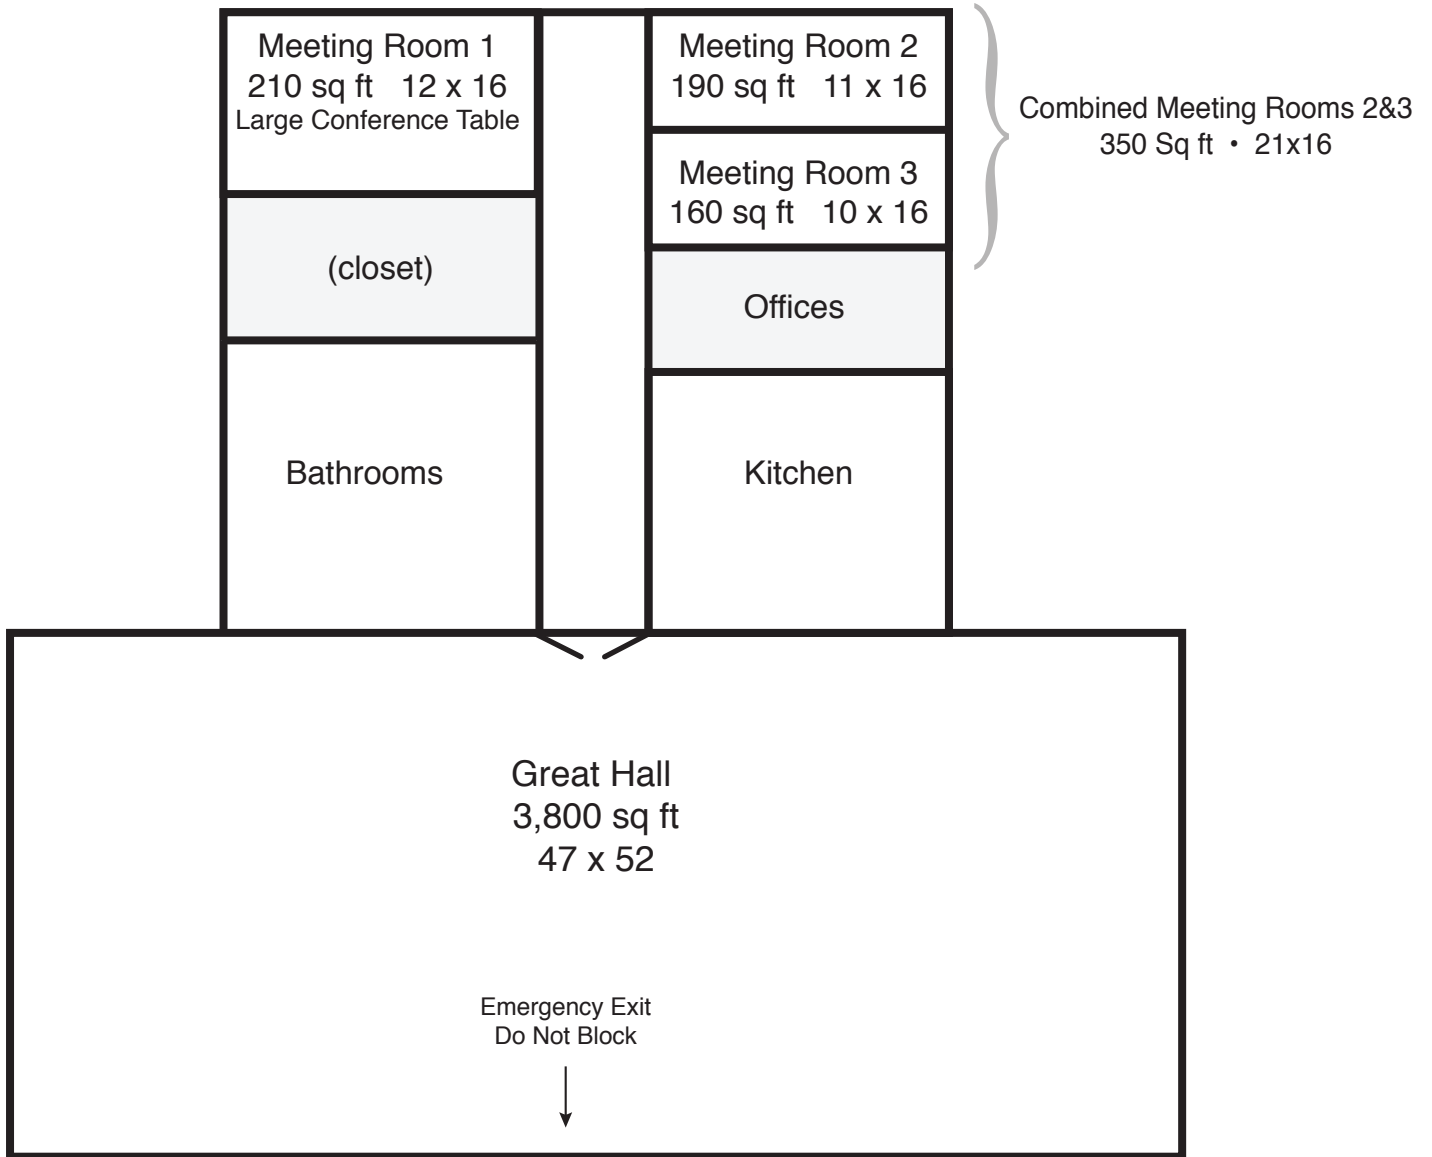 Meeting Room 1
210 sq ft 12 x 16
Large Conference Table
Meeting Room 2
190 sq ft 11 x 16
Combined Meeting Rooms 2&3
350 Sq ft • 21x16
Meeting Room 3
160 sq ft 10 x 16
(closet)
Offices
Bathrooms
Kitchen
Great Hall
3,800 sq ft
47 x 52
Emergency Exit
Do Not Block